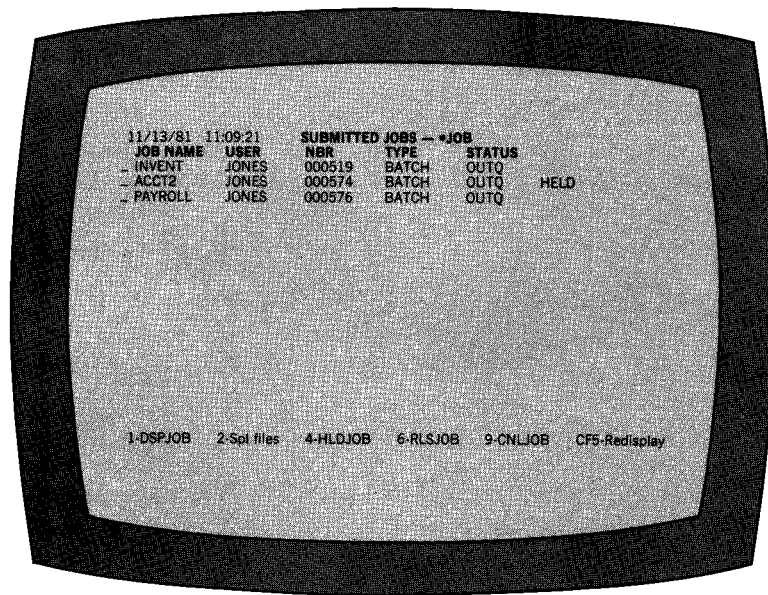 11/13/81 11:09:21 SUBMITTED JOBS — *JOB
JOB NAME USER NBR TYPE STATUS
_ INVENT JONES 000519 BATCH OUTQ
_ ACCT2 JONES 000574 BATCH OUTQ HELD
_ PAYROLL JONES 000576 BATCH OUTQ
1-DSPJOB 2-Spl files 4-HLDJOB 6-RLSJOB 9-CNLJOB CF5-Redisplay